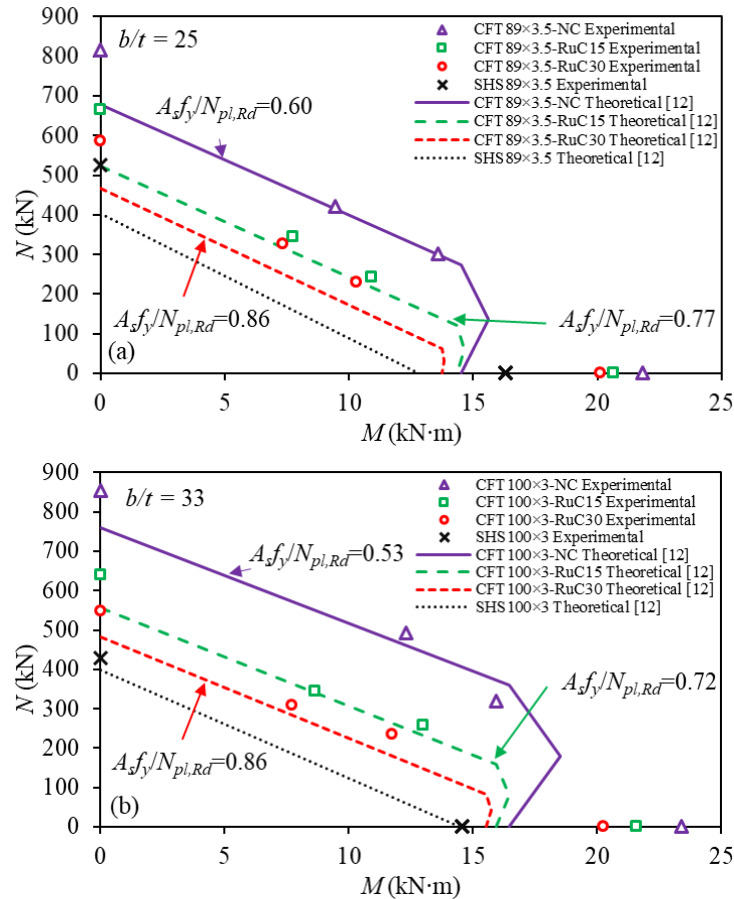 900
b/t = 25
CFT 89×3.5-NC Experimental
800
CFT 89×3.5-RuC15 Experimental
CFT 89×3.5-RuC30 Experimental
700
SHS 89×3.5 Experimental
Aₛfᵧ/Nₚₗ,Rd=0.60
CFT 89×3.5-NC Theoretical [12]
600
CFT 89×3.5-RuC15 Theoretical [12]
CFT 89×3.5-RuC30 Theoretical [12]
500
SHS 89×3.5 Theoretical [12]
N (kN)
400
300
200
Aₛfᵧ/Nₚₗ,Rd=0.86
Aₛfᵧ/Nₚₗ,Rd=0.77
100
(a)
0
0 5 10 15 20 25
M (kN·m)
900
b/t = 33
CFT 100×3-NC Experimental
800
CFT 100×3-RuC15 Experimental
CFT 100×3-RuC30 Experimental
700
SHS 100×3 Experimental
Aₛfᵧ/Nₚₗ,Rd=0.53
CFT 100×3-NC Theoretical [12]
600
CFT 100×3-RuC15 Theoretical [12]
CFT 100×3-RuC30 Theoretical [12]
500
SHS 100×3 Theoretical [12]
N (kN)
400
Aₛfᵧ/Nₚₗ,Rd=0.72
300
200
Aₛfᵧ/Nₚₗ,Rd=0.86
100
(b)
0
0 5 10 15 20 25
M (kN·m)